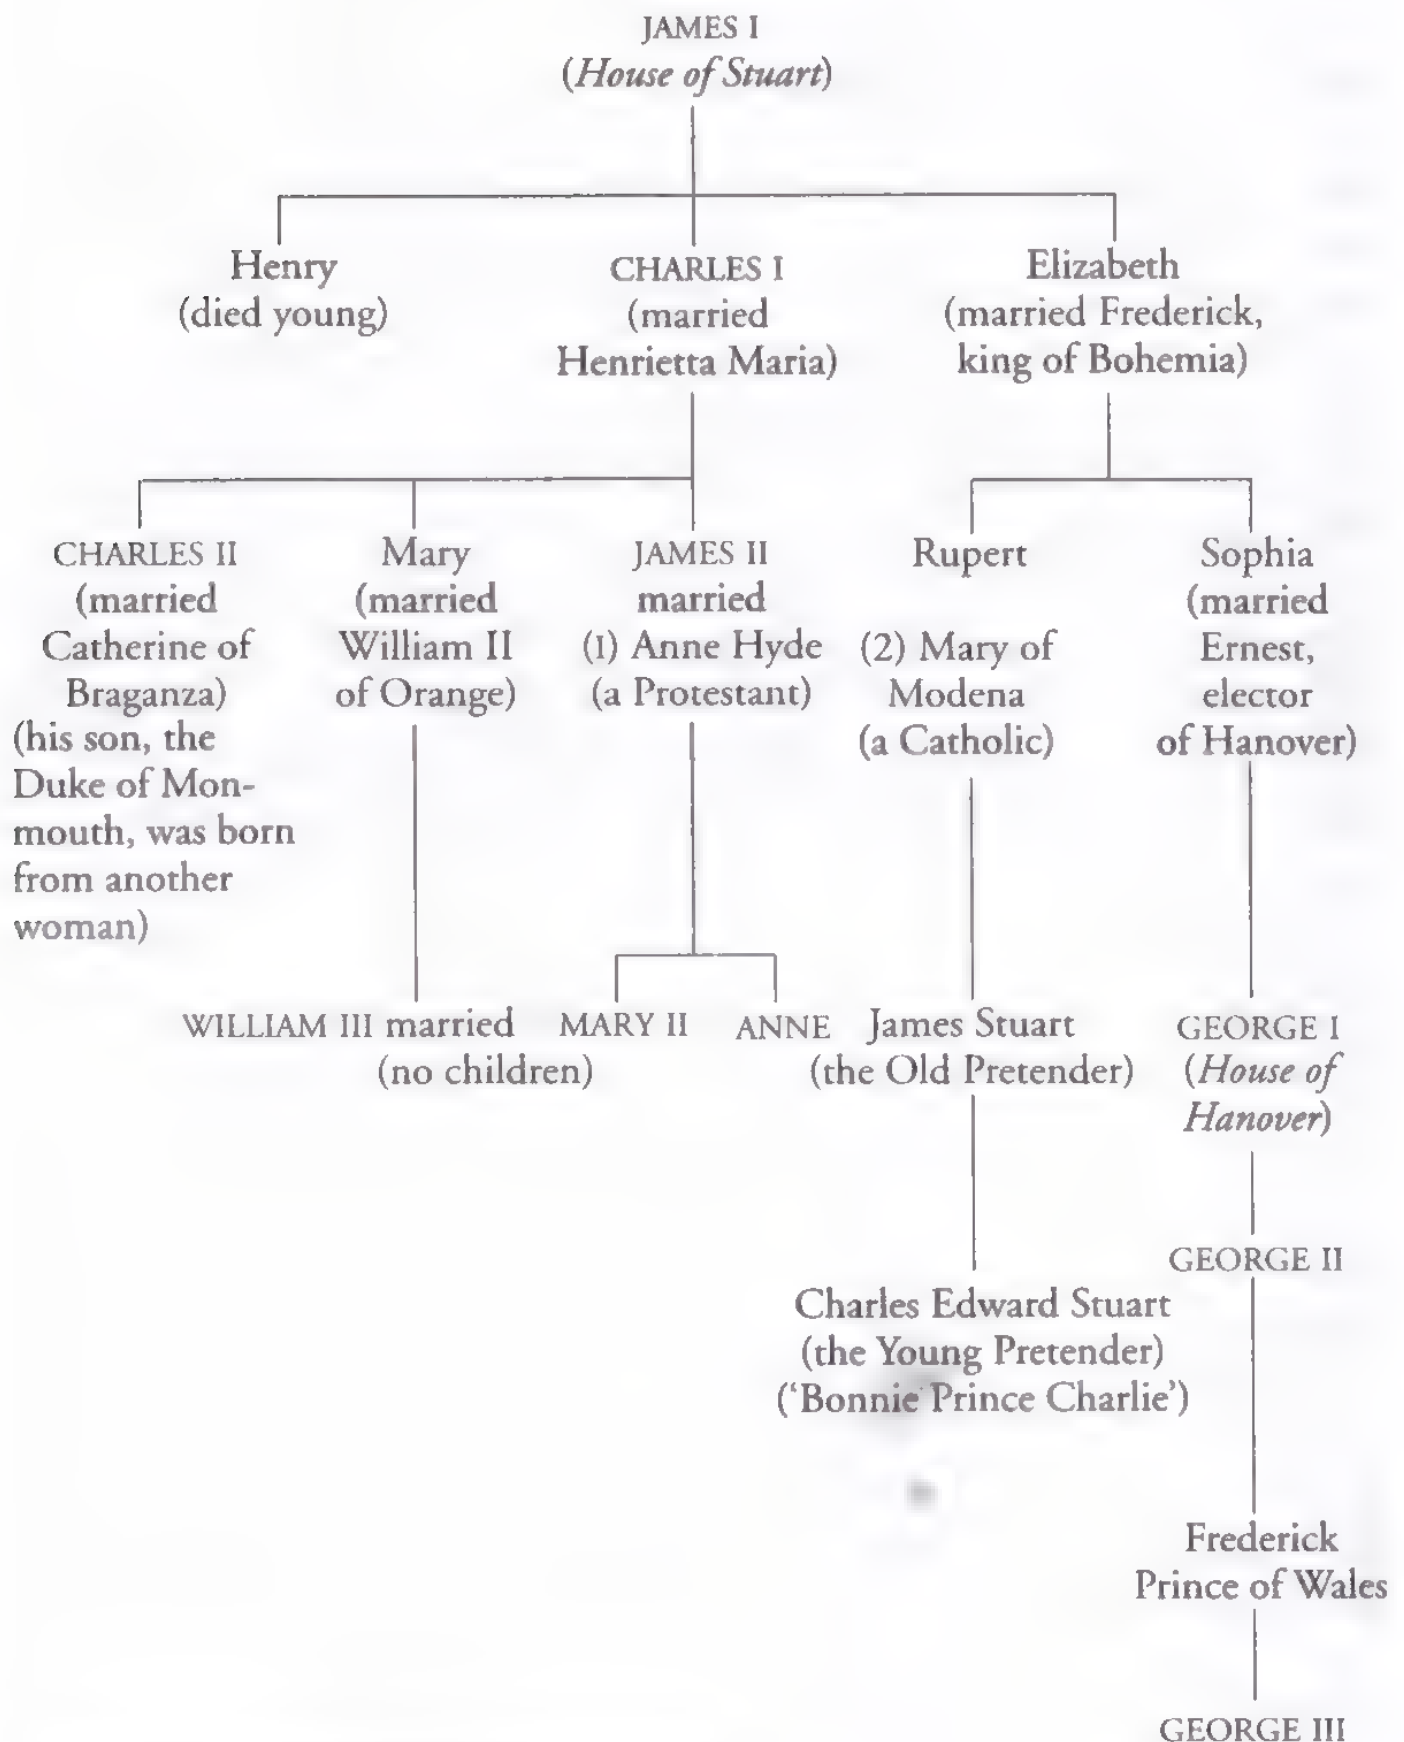 JAMES I
(House of Stuart)
Henry
(died young)
CHARLES I
(married
Henrietta Maria)
Elizabeth
(married Frederick,
king of Bohemia)
CHARLES II
(married
Catherine of
Braganza)
(his son, the
Duke of Mon-
mouth, was born
from another
woman)
Mary
(married
William II
of Orange)
JAMES II
married
(1) Anne Hyde
(a Protestant)
Rupert
(2) Mary of
Modena
(a Catholic)
Sophia
(married
Ernest,
elector
of Hanover)
WILLIAM III married
(no children)
MARY II
ANNE
James Stuart
(the Old Pretender)
GEORGE I
(House of
Hanover)
GEORGE II
Charles Edward Stuart
(the Young Pretender)
(‘Bonnie Prince Charlie’)
Frederick
Prince of Wales
GEORGE III